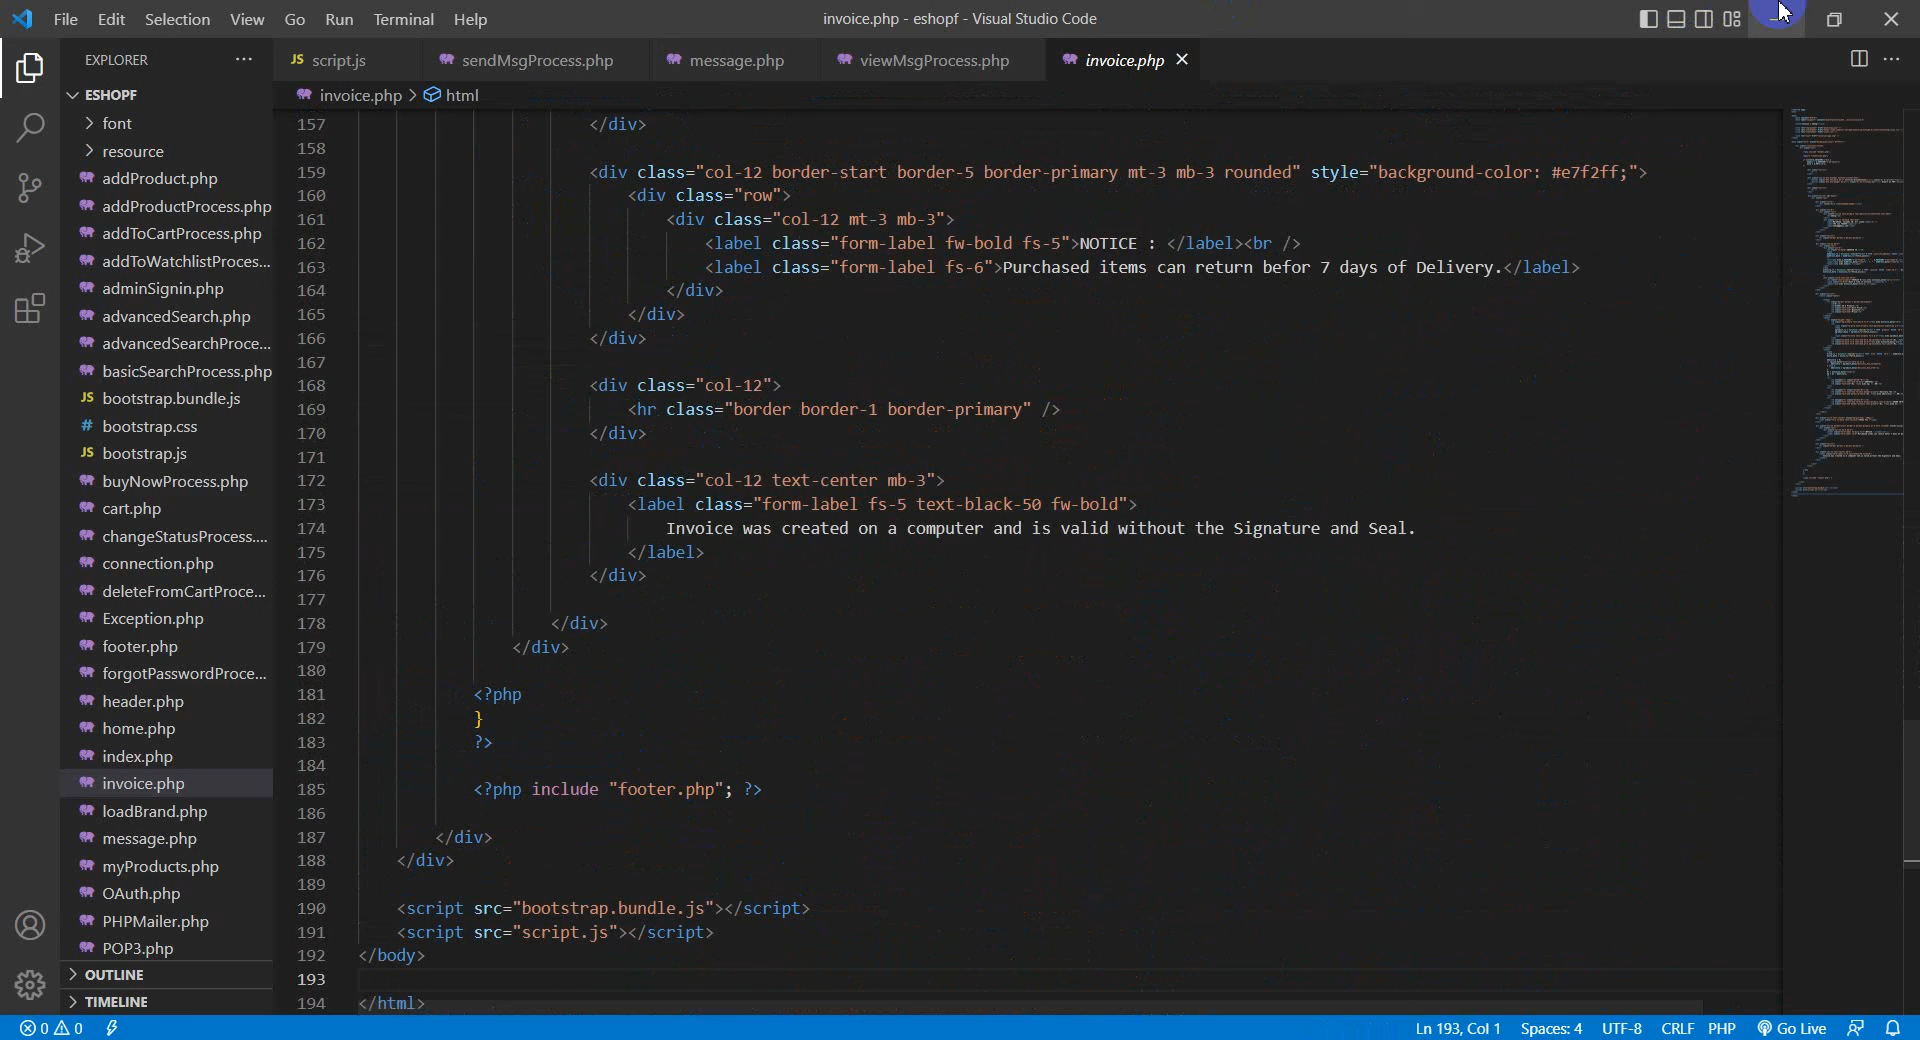 File Edit Selection View Go Run Terminal Help
invoice.php - eshopf - Visual Studio Code
EXPLORER ···
JS script.js sendMsgProcess.php message.php viewMsgProcess.php invoice.php
invoice.php > html
ESHOPF
font
resource
addProduct.php
addProductProcess.php
addToCartProcess.php
addToWatchlistProces...
adminSignin.php
advancedSearch.php
advancedSearchProce...
basicSearchProcess.php
JS bootstrap.bundle.js
# bootstrap.css
JS bootstrap.js
buyNowProcess.php
cart.php
changeStatusProcess....
connection.php
deleteFromCartProce...
Exception.php
footer.php
forgotPasswordProce...
header.php
home.php
index.php
invoice.php
loadBrand.php
message.php
myProducts.php
OAuth.php
PHPMailer.php
POP3.php
OUTLINE
TIMELINE
157 </div>
158
159 <div class="col-12 border-start border-5 border-primary mt-3 mb-3 rounded" style="background-color: #e7f2ff;">
160 <div class="row">
161 <div class="col-12 mt-3 mb-3">
162 <label class="form-label fw-bold fs-5">NOTICE : </label><br />
163 <label class="form-label fs-6">Purchased items can return befor 7 days of Delivery.</label>
164 </div>
165 </div>
166 </div>
167
168 <div class="col-12">
169 <hr class="border border-1 border-primary" />
170 </div>
171
172 <div class="col-12 text-center mb-3">
173 <label class="form-label fs-5 text-black-50 fw-bold">
174 Invoice was created on a computer and is valid without the Signature and Seal.
175 </label>
176 </div>
177
178 </div>
179 </div>
180
181 <?php
182 }
183 ?>
184
185 <?php include "footer.php"; ?>
186
187 </div>
188 </div>
189
190 <script src="bootstrap.bundle.js"></script>
191 <script src="script.js"></script>
192 </body>
193
194 </html>
0 0 Ln 193, Col 1 Spaces: 4 UTF-8 CRLF PHP Go Live